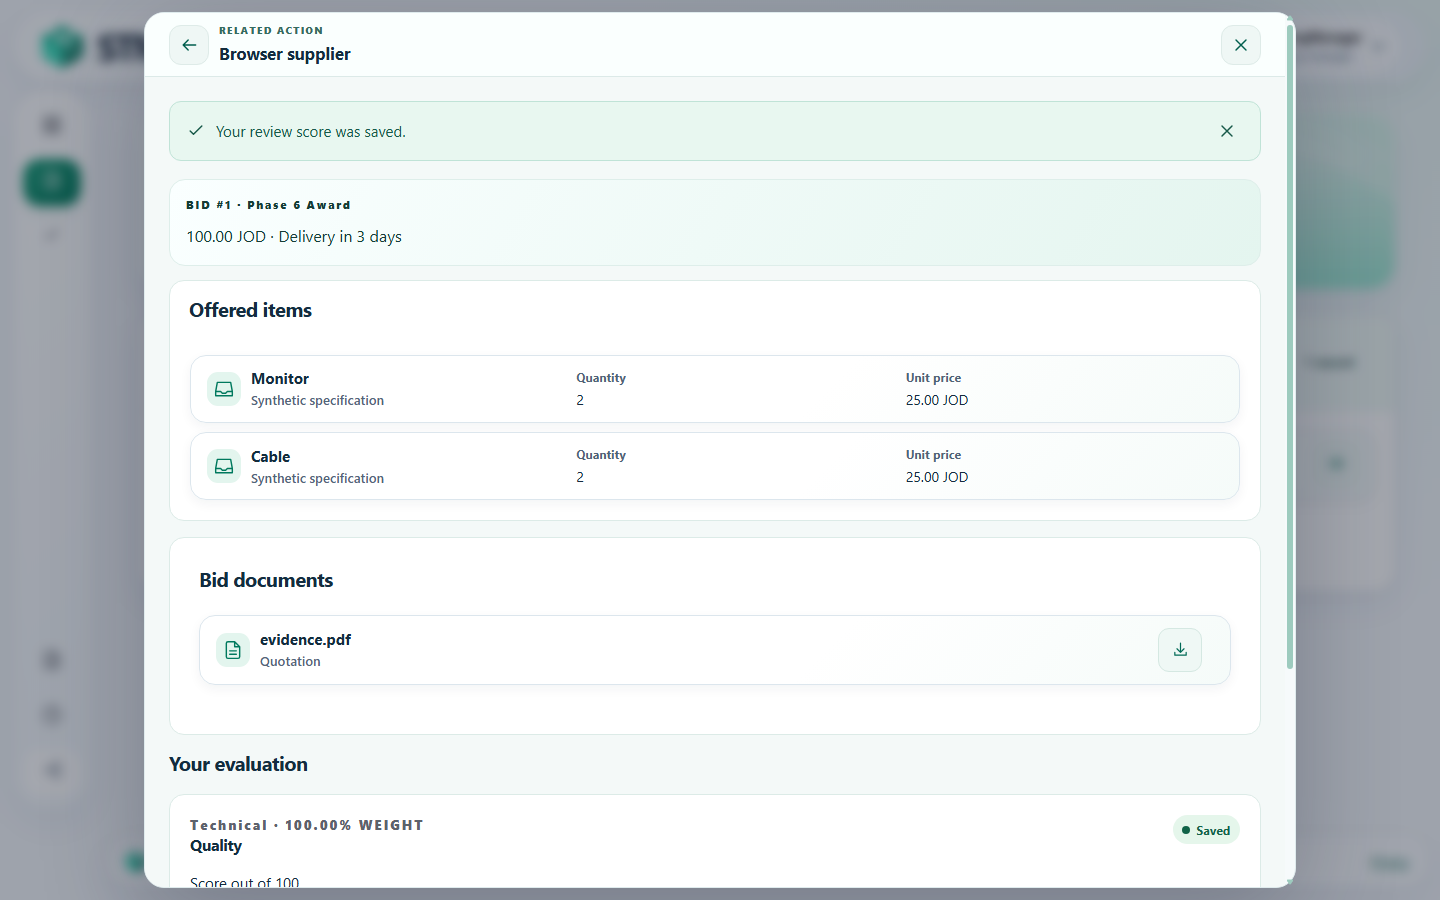 RELATED ACTION
Browser supplier
Your review score was saved.
BID #1 · Phase 6 Award
100.00 JOD · Delivery in 3 days
Offered items
Monitor
Synthetic specification
Quantity
2
Unit price
25.00 JOD
Cable
Synthetic specification
Quantity
2
Unit price
25.00 JOD
Bid documents
evidence.pdf
Quotation
Your evaluation
Technical · 100.00% WEIGHT
Quality
Saved
Score out of 100